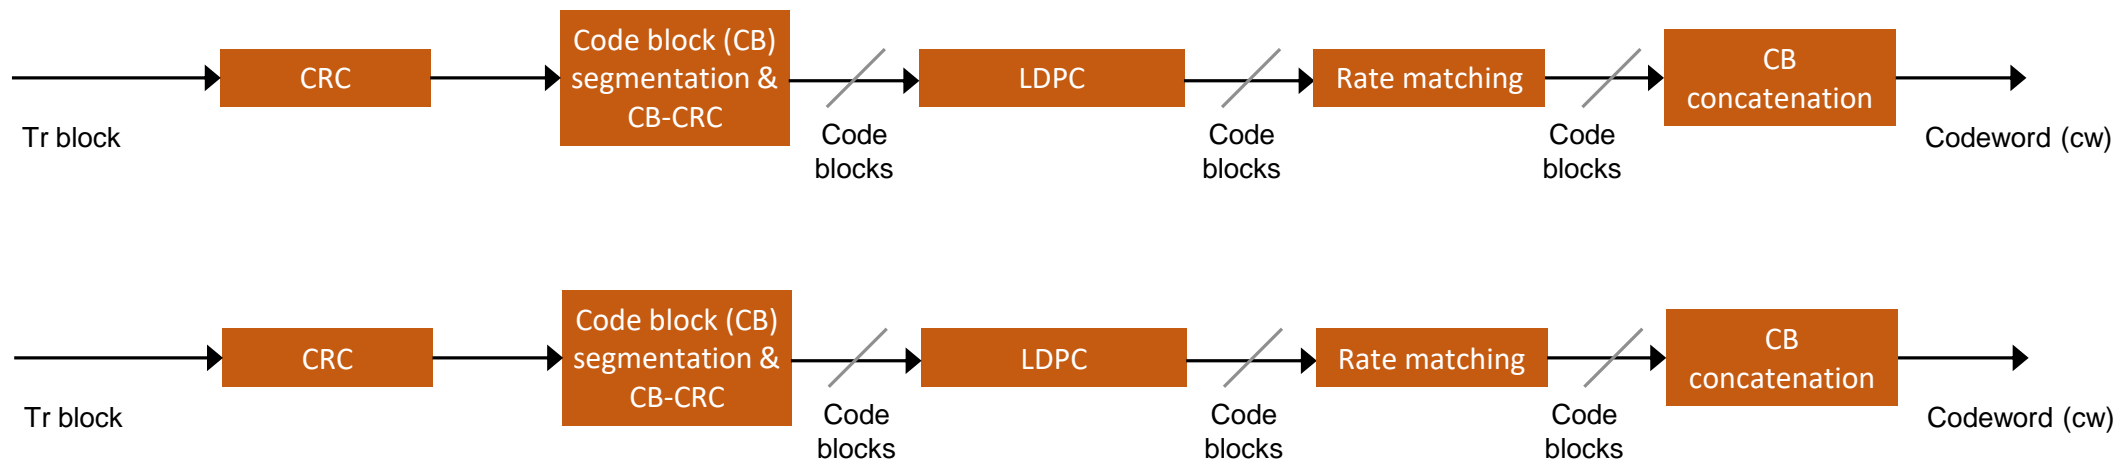 CRC
Code block (CB)
segmentation &
CB-CRC
LDPC
Rate matching
CB
concatenation
Tr block
Code
blocks
Code
blocks
Code
blocks
Codeword (cw)
CRC
Code block (CB)
segmentation &
CB-CRC
LDPC
Rate matching
CB
concatenation
Tr block
Code
blocks
Code
blocks
Code
blocks
Codeword (cw)